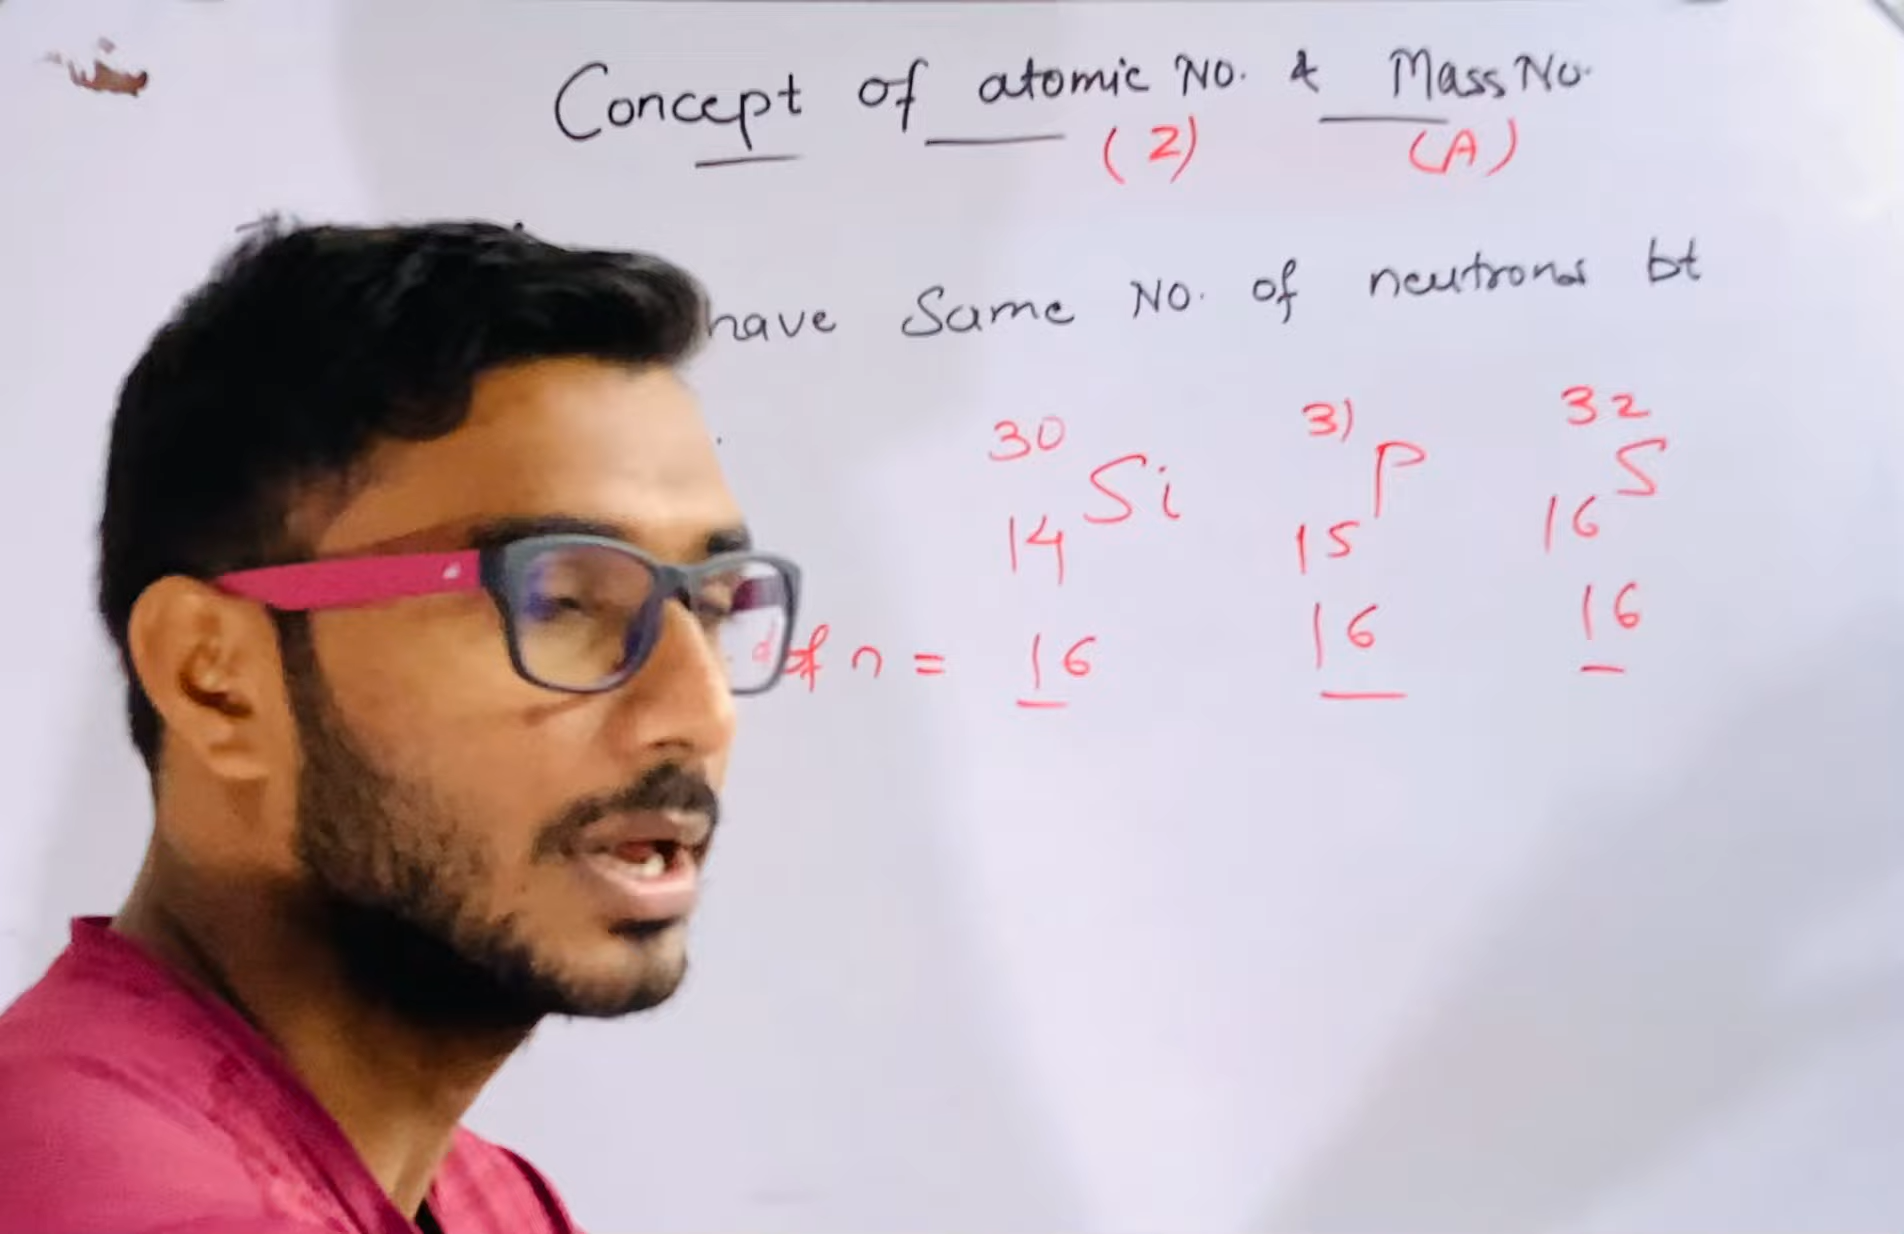 Concept of atomic No. & Mass No.
(Z) (A)
have Same No. of neutrons bt
30 31 32
Si P S
14 15 16
of n = 16 16 16